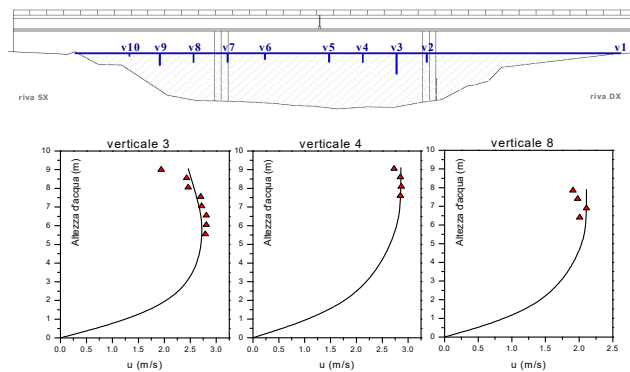 v10 v9 v8 v7 v6 v5 v4 v3 v2 v1
riva SX riva DX
verticale 3 verticale 4 verticale 8
10 9 8 7 6 5 4 3 2 1 0
Altezza d'acqua (m)
0.0 0.5 1.0 1.5 2.0 2.5 3.0
u (m/s)
10 9 8 7 6 5 4 3 2 1 0
Altezza d'acqua (m)
0.0 0.5 1.0 1.5 2.0 2.5 3.0
u (m/s)
10 9 8 7 6 5 4 3 2 1 0
Altezza d'acqua (m)
0.0 0.5 1.0 1.5 2.0 2.5
u (m/s)